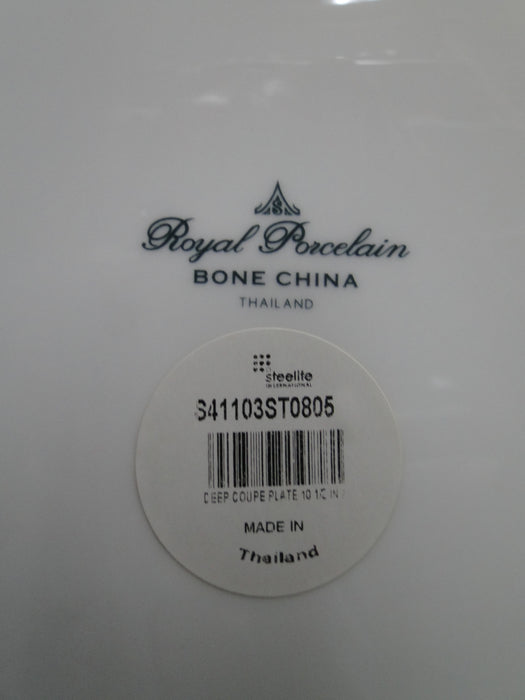 Royal Porcelain
BONE CHINA
THAILAND
steelite
INTERNATIONAL
S41103ST0805
DEEP COUPE PLATE 10 1/2 IN
MADE IN
Thailand